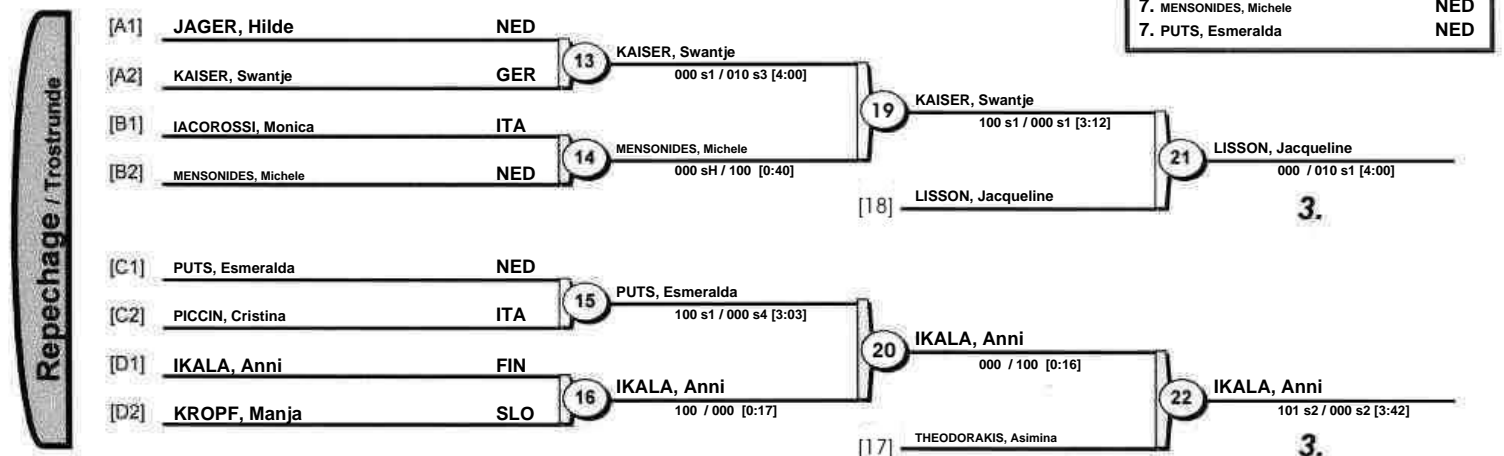 7. MENSONIDES, Michele NED
7. PUTS, Esmeralda NED
Repechage / Trostrunde
[A1] JAGER, Hilde NED
[A2] KAISER, Swantje GER
13
KAISER, Swantje
000 s1 / 010 s3 [4:00]
[B1] IACOROSSI, Monica ITA
[B2] MENSONIDES, Michele NED
14
MENSONIDES, Michele
000 sH / 100 [0:40]
19
KAISER, Swantje
100 s1 / 000 s1 [3:12]
[18] LISSON, Jacqueline
21
LISSON, Jacqueline
000 / 010 s1 [4:00]
3.
[C1] PUTS, Esmeralda NED
[C2] PICCIN, Cristina ITA
15
PUTS, Esmeralda
100 s1 / 000 s4 [3:03]
[D1] IKALA, Anni FIN
[D2] KROPF, Manja SLO
16
IKALA, Anni
100 / 000 [0:17]
20
IKALA, Anni
000 / 100 [0:16]
[17] THEODORAKIS, Asimina
22
IKALA, Anni
101 s2 / 000 s2 [3:42]
3.